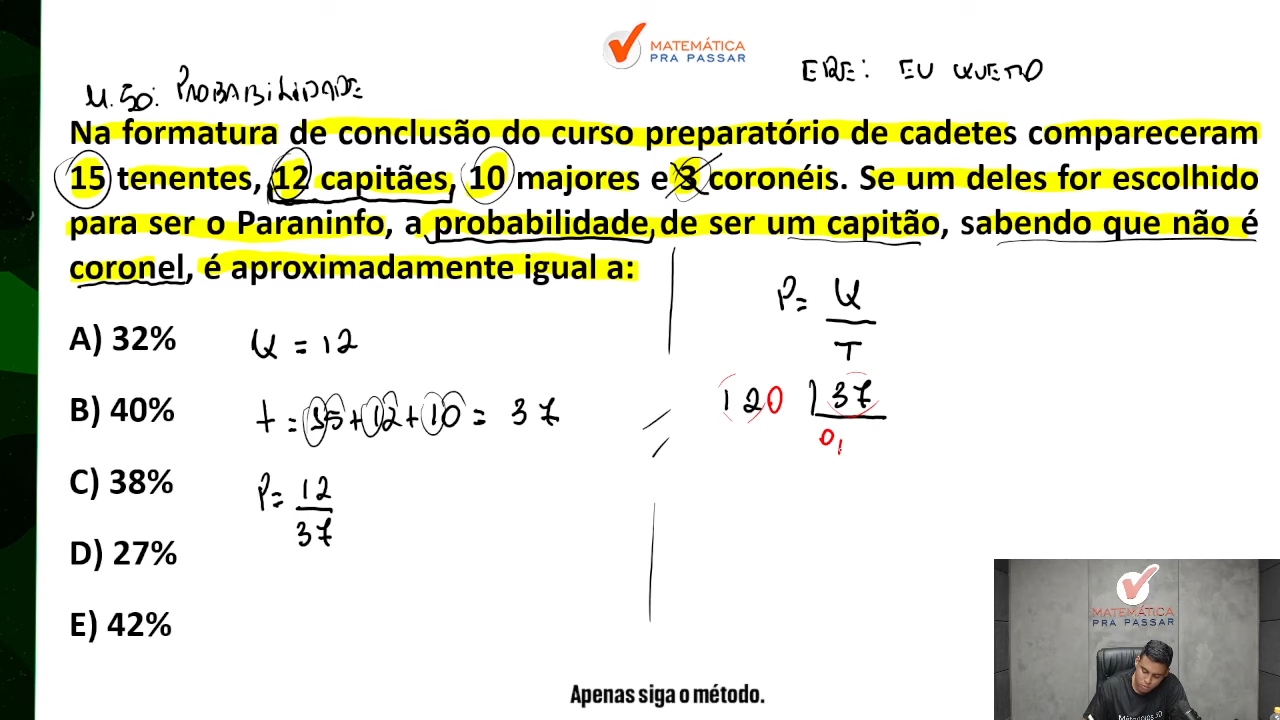 MATEMÁTICA
PRA PASSAR
EBE: EU QUERO
M.50: PROBABILIDADE
Na formatura de conclusão do curso preparatório de cadetes compareceram
15 tenentes, 12 capitães, 10 majores e 3 coronéis. Se um deles for escolhido
para ser o Paraninfo, a probabilidade de ser um capitão, sabendo que não é
coronel, é aproximadamente igual a:
P= Q
T
A) 32%
Q = 12
120 37
0,
B) 40%
t = 15+12+10 = 37
C) 38%
P= 12
37
D) 27%
E) 42%
MATEMÁTICA
PRA PASSAR
Apenas siga o método.